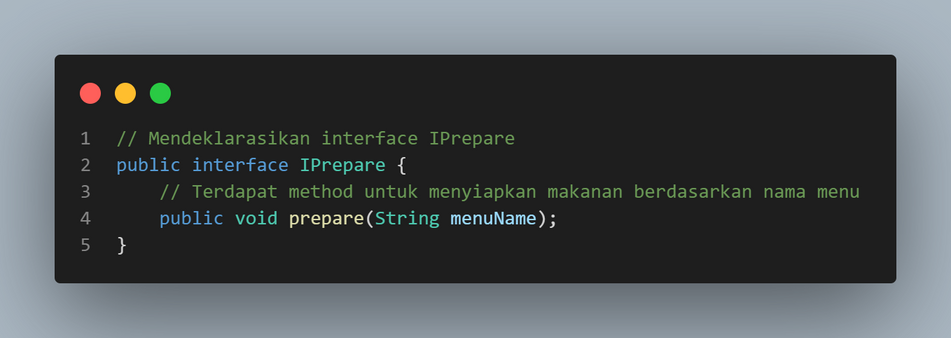 1 // Mendeklarasikan interface IPrepare
2 public interface IPrepare {
3     // Terdapat method untuk menyiapkan makanan berdasarkan nama menu
4     public void prepare(String menuName);
5 }